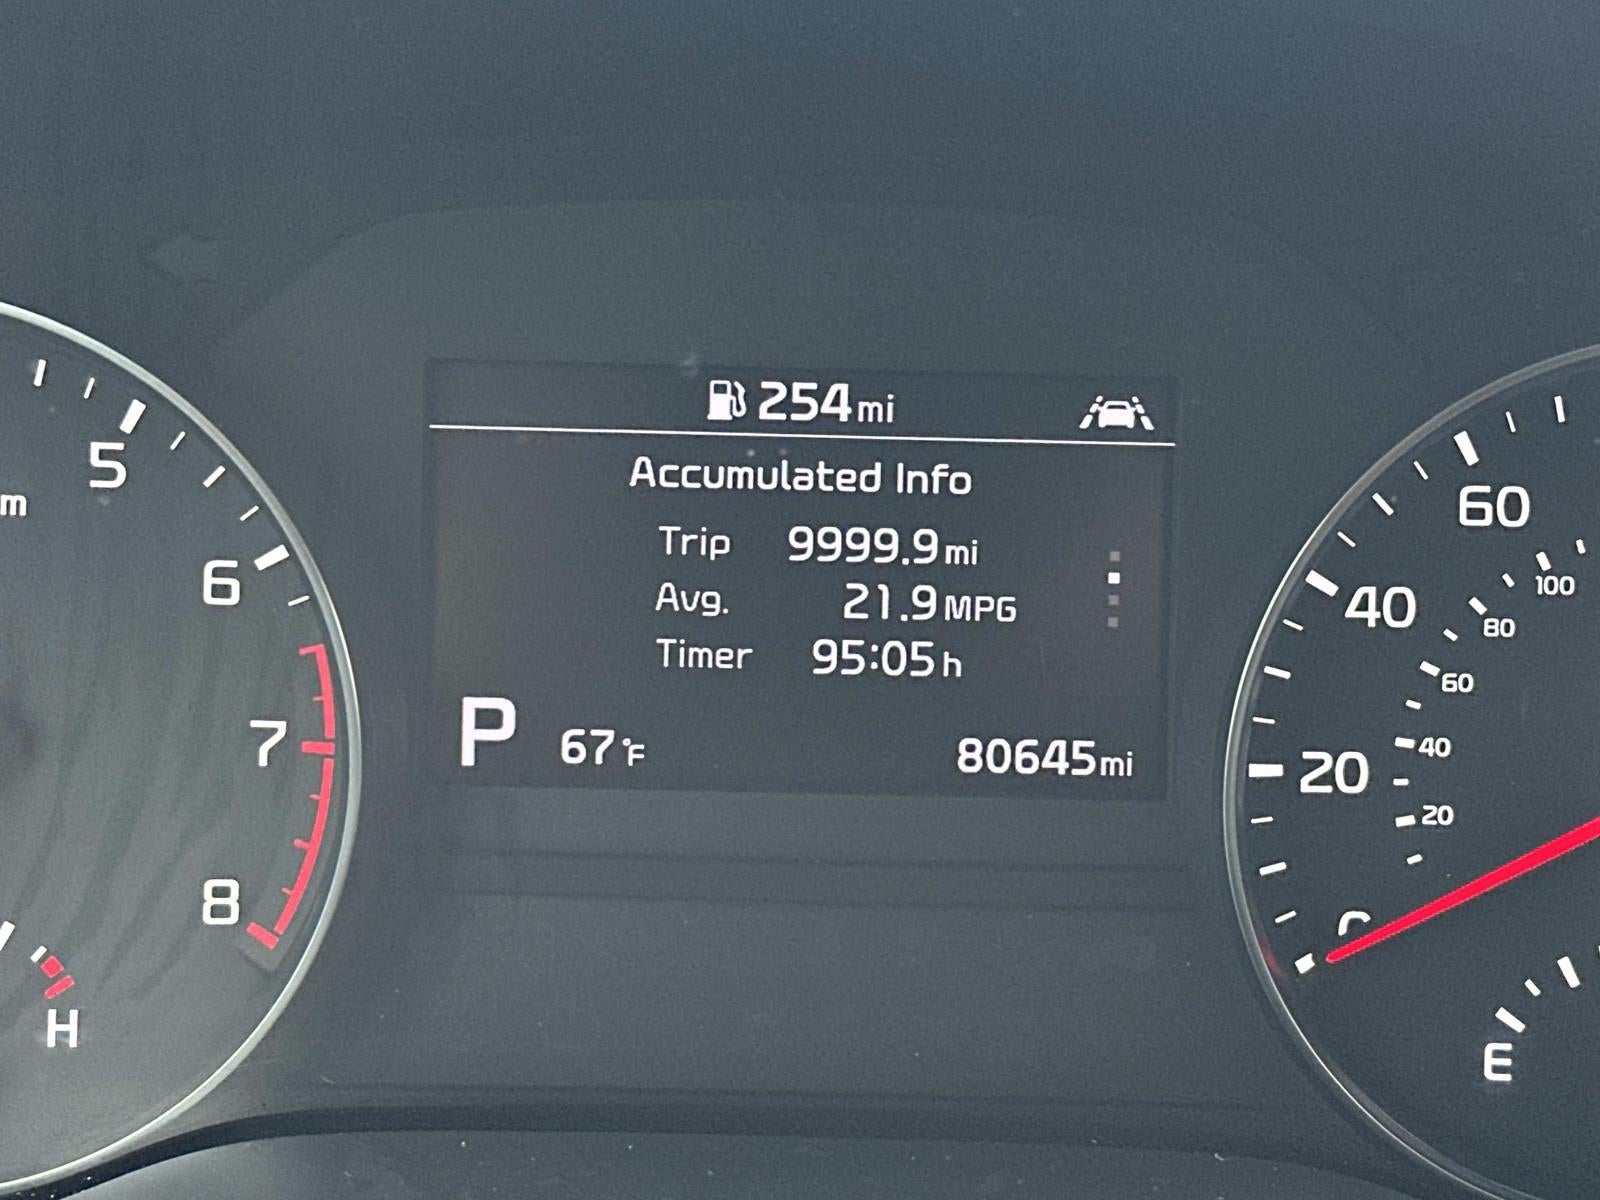 254mi
Accumulated Info
Trip 9999.9mi
Avg. 21.9MPG
Timer 95:05h
P 67°F 80645mi
m
5
6
7
8
H
60
40
20
100
80
60
40
20
E